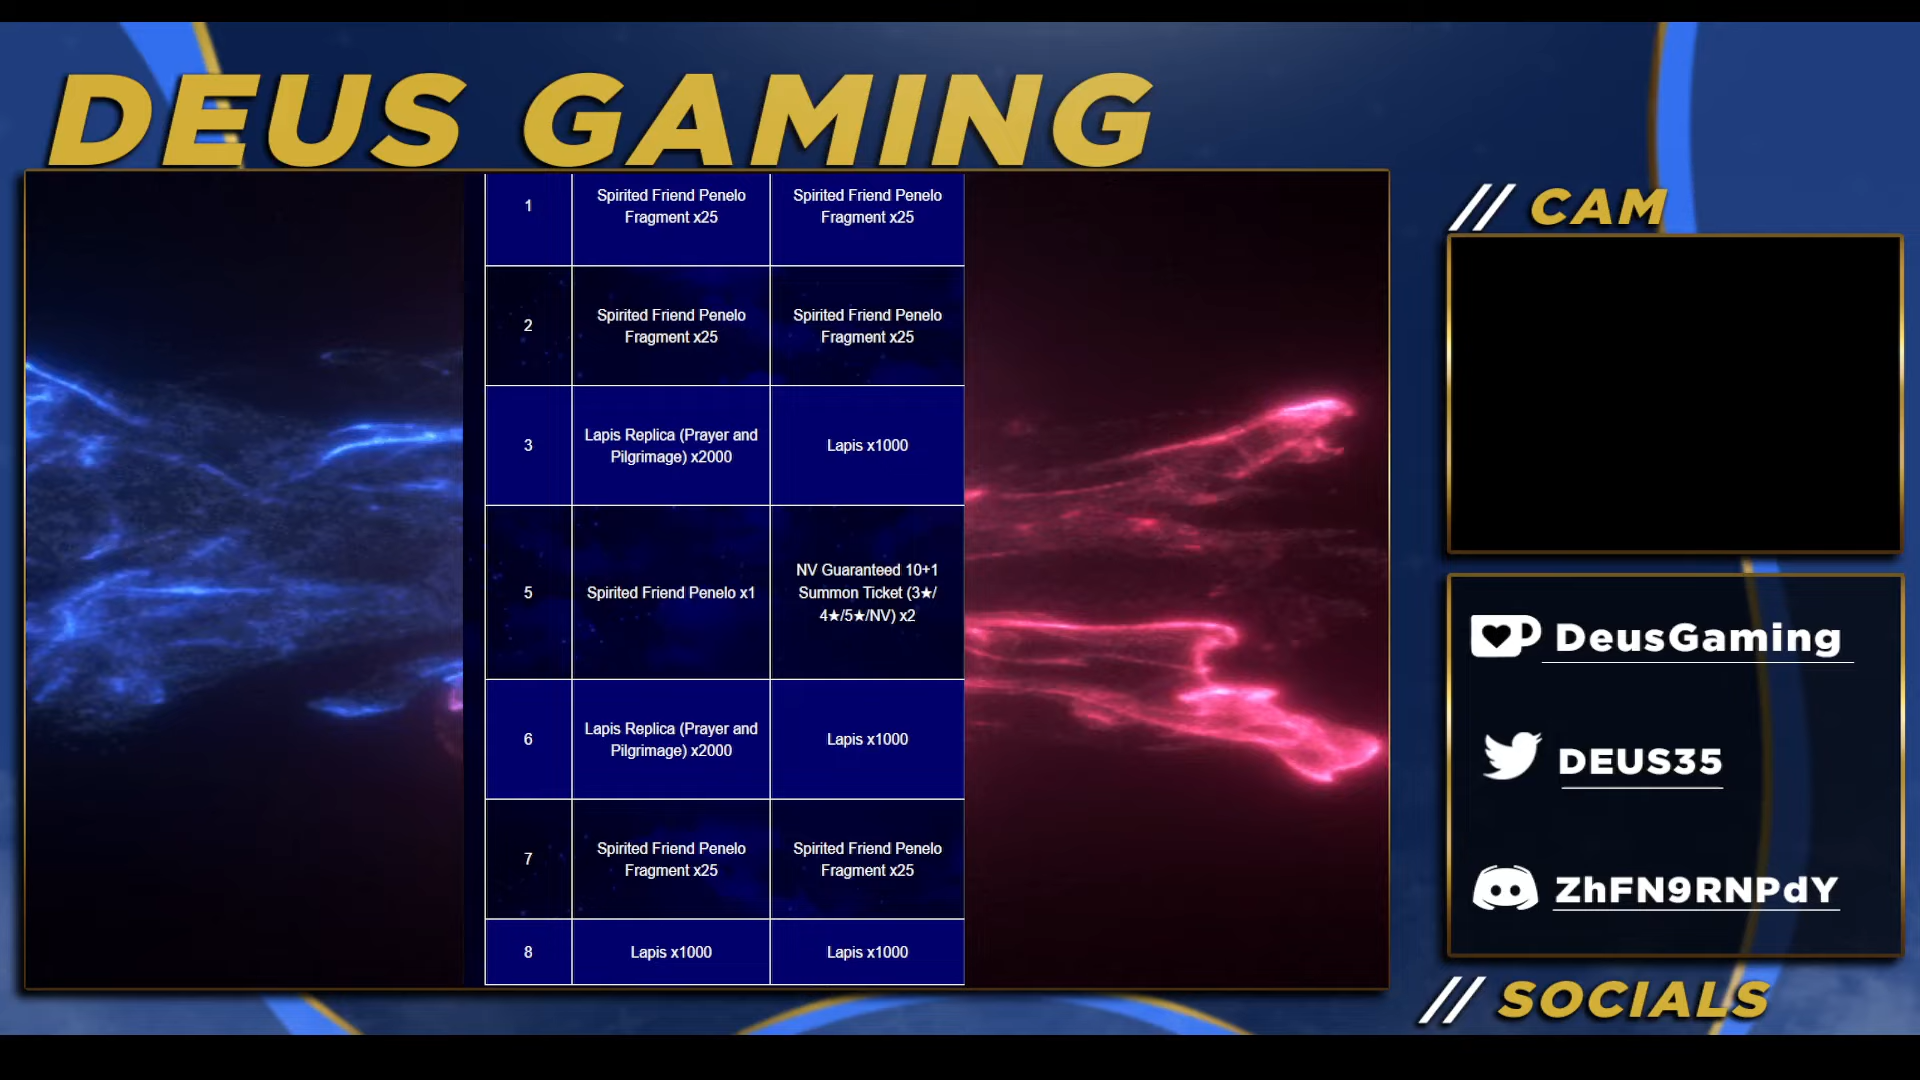 DEUS GAMING
// CAM
1
Spirited Friend Penelo
Fragment x25
Spirited Friend Penelo
Fragment x25
2
Spirited Friend Penelo
Fragment x25
Spirited Friend Penelo
Fragment x25
3
Lapis Replica (Prayer and
Pilgrimage) x2000
Lapis x1000
5
Spirited Friend Penelo x1
NV Guaranteed 10+1
Summon Ticket (3★/
4★/5★/NV) x2
6
Lapis Replica (Prayer and
Pilgrimage) x2000
Lapis x1000
7
Spirited Friend Penelo
Fragment x25
Spirited Friend Penelo
Fragment x25
8
Lapis x1000
Lapis x1000
DeusGaming
DEUS35
ZhFN9RNPdY
// SOCIALS